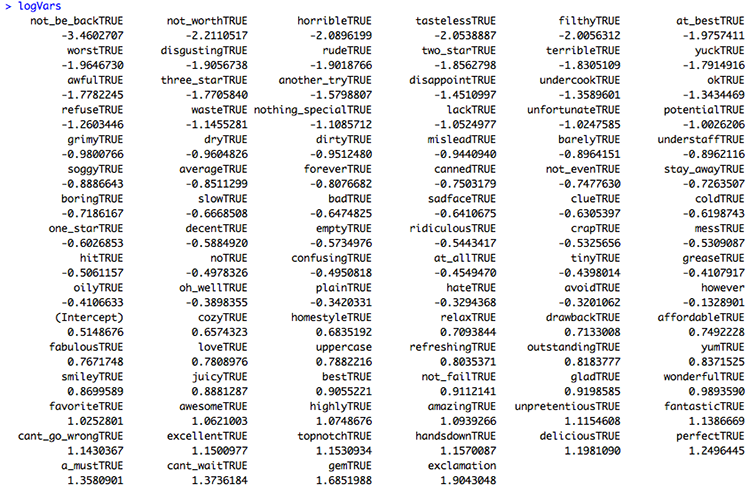 > logVars
not_be_backTRUE not_worthTRUE horribleTRUE tastelessTRUE filthyTRUE at_bestTRUE
-3.4602707 -2.2110517 -2.0896199 -2.0538887 -2.0056312 -1.9757411
worstTRUE disgustingTRUE rudeTRUE two_starTRUE terribleTRUE yuckTRUE
-1.9646730 -1.9056738 -1.9018766 -1.8562798 -1.8305109 -1.7914916
awfulTRUE three_starTRUE another_tryTRUE disappointTRUE undercookTRUE okTRUE
-1.7782245 -1.7705840 -1.5798807 -1.4510997 -1.3589601 -1.3434469
refuseTRUE wasteTRUE nothing_specialTRUE lackTRUE unfortunateTRUE potentialTRUE
-1.2603446 -1.1455281 -1.1085712 -1.0524977 -1.0247585 -1.0026206
grimyTRUE dryTRUE dirtyTRUE misleadTRUE barelyTRUE understaffTRUE
-0.9800766 -0.9604826 -0.9512480 -0.9440940 -0.8964151 -0.8962116
soggyTRUE averageTRUE foreverTRUE cannedTRUE not_evenTRUE stay_awayTRUE
-0.8886643 -0.8511299 -0.8076682 -0.7503179 -0.7477630 -0.7263507
boringTRUE slowTRUE badTRUE sadfaceTRUE clueTRUE coldTRUE
-0.7186167 -0.6668508 -0.6474825 -0.6410675 -0.6305397 -0.6198743
one_starTRUE decentTRUE emptyTRUE ridiculousTRUE crapTRUE messTRUE
-0.6026853 -0.5884920 -0.5734976 -0.5443417 -0.5325656 -0.5309087
hitTRUE noTRUE confusingTRUE at_allTRUE tinyTRUE greaseTRUE
-0.5061157 -0.4978326 -0.4950818 -0.4549470 -0.4398014 -0.4107917
oilyTRUE oh_wellTRUE plainTRUE hateTRUE avoidTRUE however
-0.4106633 -0.3898355 -0.3420331 -0.3294368 -0.3201062 -0.1328901
(Intercept) cozyTRUE homestyleTRUE relaxTRUE drawbackTRUE affordableTRUE
0.5148676 0.6574323 0.6835192 0.7093844 0.7133008 0.7492228
fabulousTRUE loveTRUE uppercase refreshingTRUE outstandingTRUE yumTRUE
0.7671748 0.7808976 0.7882216 0.8035371 0.8183777 0.8371525
smileyTRUE juicyTRUE bestTRUE not_failTRUE gladTRUE wonderfulTRUE
0.8699589 0.8881287 0.9055221 0.9112141 0.9198585 0.9893590
favoriteTRUE awesomeTRUE highlyTRUE amazingTRUE unpretentiousTRUE fantasticTRUE
1.0252801 1.0621003 1.0748676 1.0939266 1.1154608 1.1386669
cant_go_wrongTRUE excellentTRUE topnotchTRUE handsdownTRUE deliciousTRUE perfectTRUE
1.1430367 1.1500977 1.1530934 1.1570087 1.1981090 1.2496445
a_mustTRUE cant_waitTRUE gemTRUE exclamation
1.3580901 1.3736184 1.6851988 1.9043048